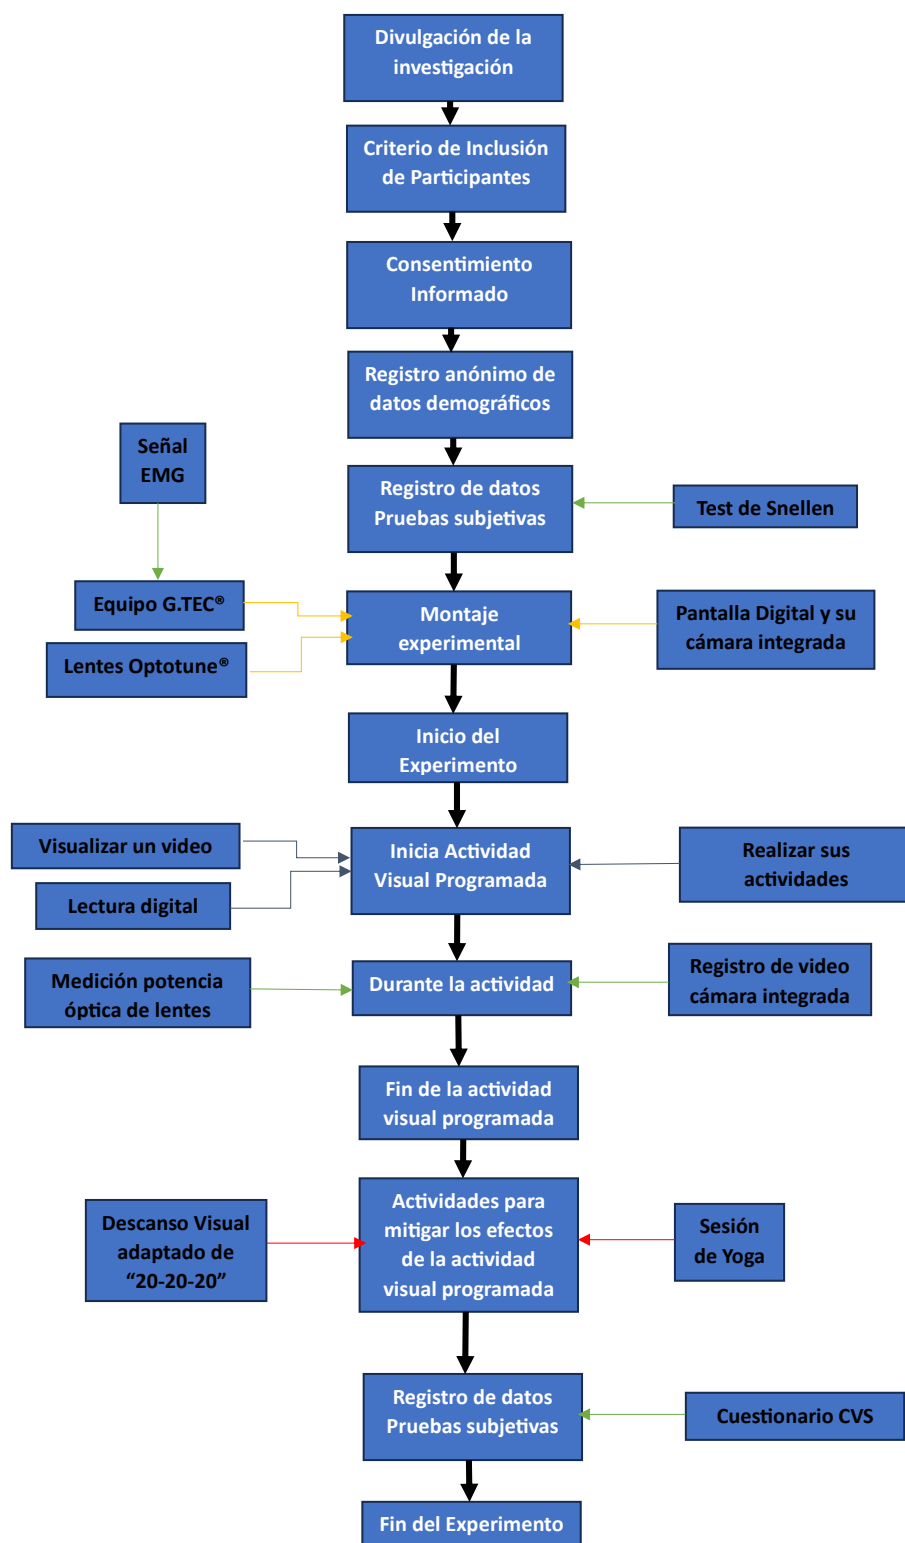 Divulgación de la
investigación
Criterio de Inclusión
de Participantes
Consentimiento
Informado
Registro anónimo de
datos demográficos
Señal
EMG
Registro de datos
Pruebas subjetivas
Test de Snellen
Equipo G.TEC®
Lentes Optotune®
Montaje
experimental
Pantalla Digital y su
cámara integrada
Inicio del
Experimento
Visualizar un video
Lectura digital
Inicia Actividad
Visual Programada
Realizar sus
actividades
Medición potencia
óptica de lentes
Durante la actividad
Registro de video
cámara integrada
Fin de la actividad
visual programada
Descanso Visual
adaptado de
“20-20-20”
Actividades para
mitigar los efectos
de la actividad
visual programada
Sesión
de Yoga
Registro de datos
Pruebas subjetivas
Cuestionario CVS
Fin del Experimento